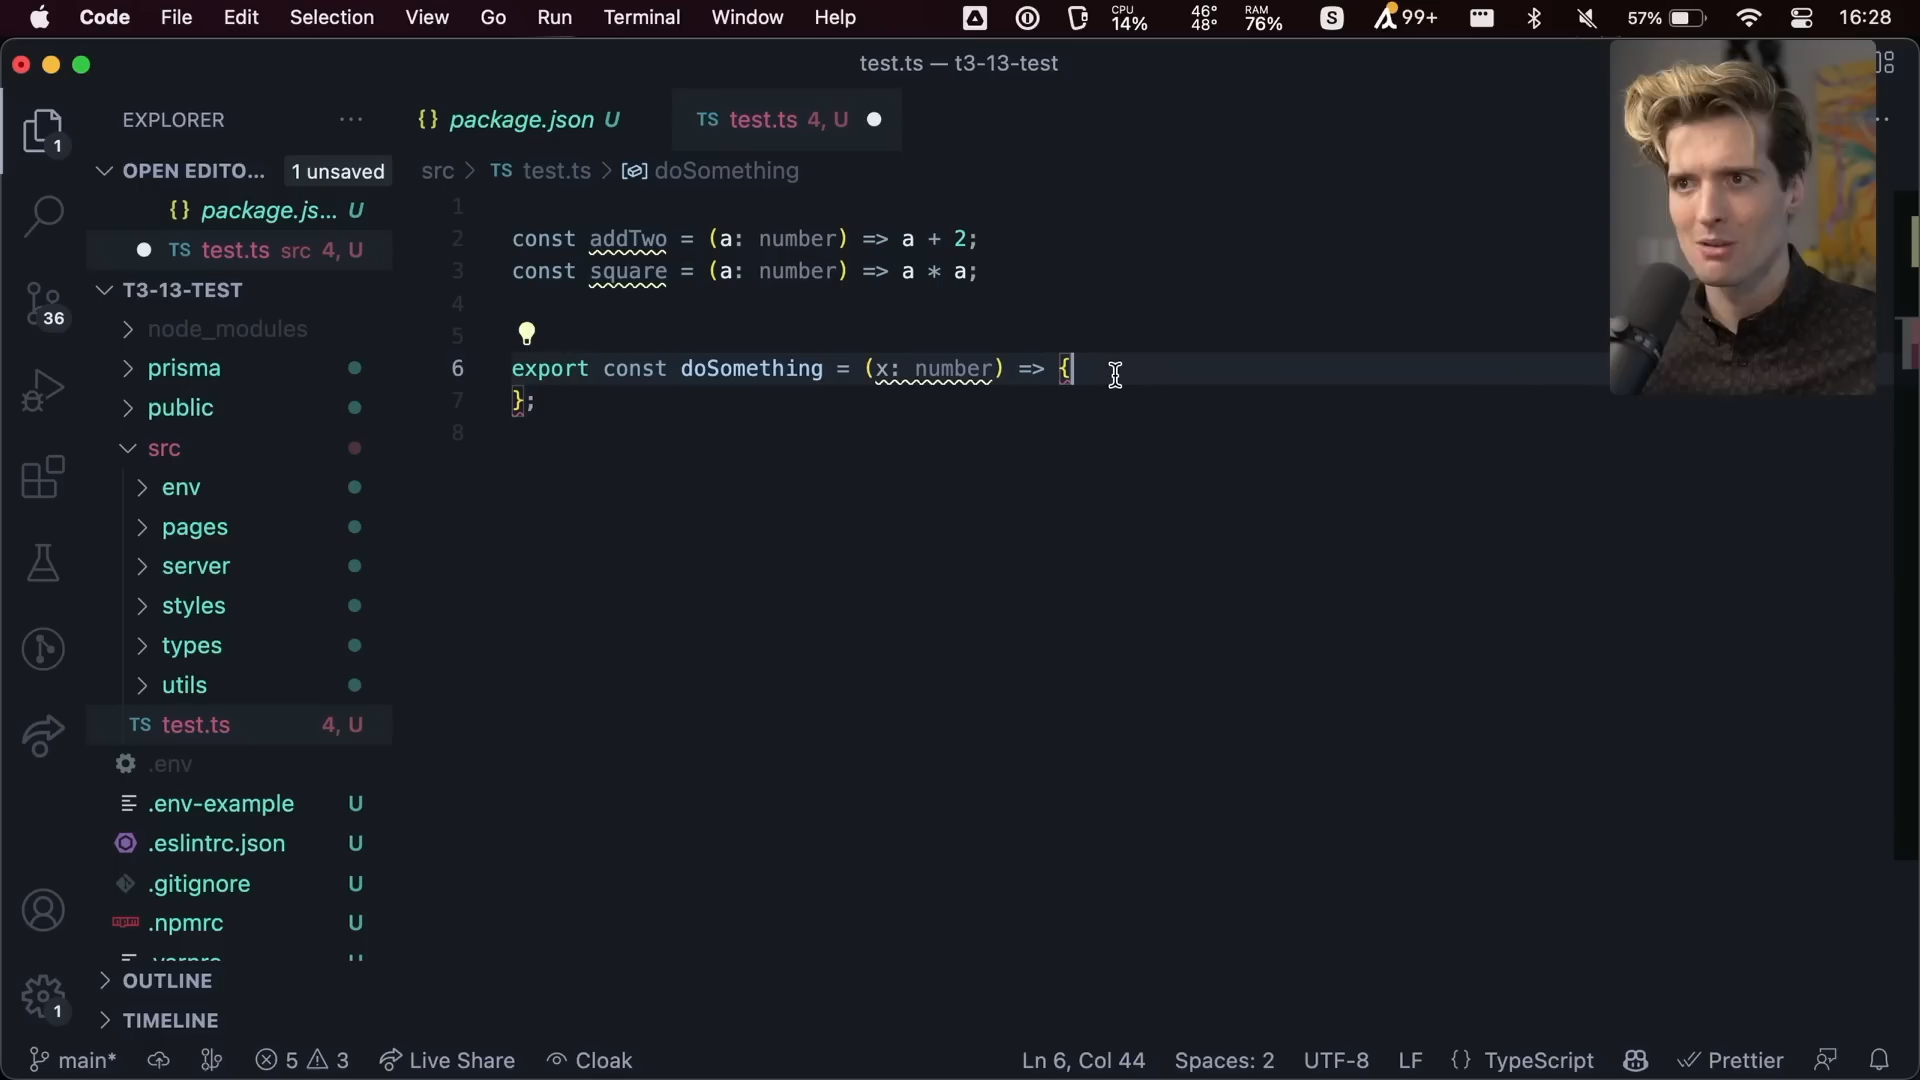 Code File Edit Selection View Go Run Terminal Window Help CPU 14% 46° 48° RAM 76% S 99+ 57% 16:28
test.ts — t3-13-test
EXPLORER ···
{} package.json U
TS test.ts 4, U
1
OPEN EDITO... 1 unsaved
src > TS test.ts > doSomething
{} package.js... U
TS test.ts src 4, U
T3-13-TEST
36
node_modules
prisma
public
src
env
pages
server
styles
types
utils
TS test.ts 4, U
.env
.env-example U
.eslintrc.json U
.gitignore U
npm .npmrc U
OUTLINE
1
TIMELINE
1
2 const addTwo = (a: number) => a + 2;
3 const square = (a: number) => a * a;
4
5
6 export const doSomething = (x: number) => {
7 };
8
main* 5 3 Live Share Cloak Ln 6, Col 44 Spaces: 2 UTF-8 LF {} TypeScript Prettier